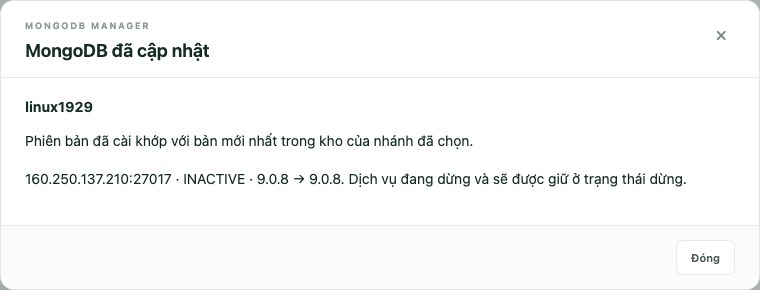 MONGODB MANAGER
MongoDB đã cập nhật
×
linux1929
Phiên bản đã cài khớp với bản mới nhất trong kho của nhánh đã chọn.
160.250.137.210:27017 · INACTIVE · 9.0.8 → 9.0.8. Dịch vụ đang dừng và sẽ được giữ ở trạng thái dừng.
Đóng